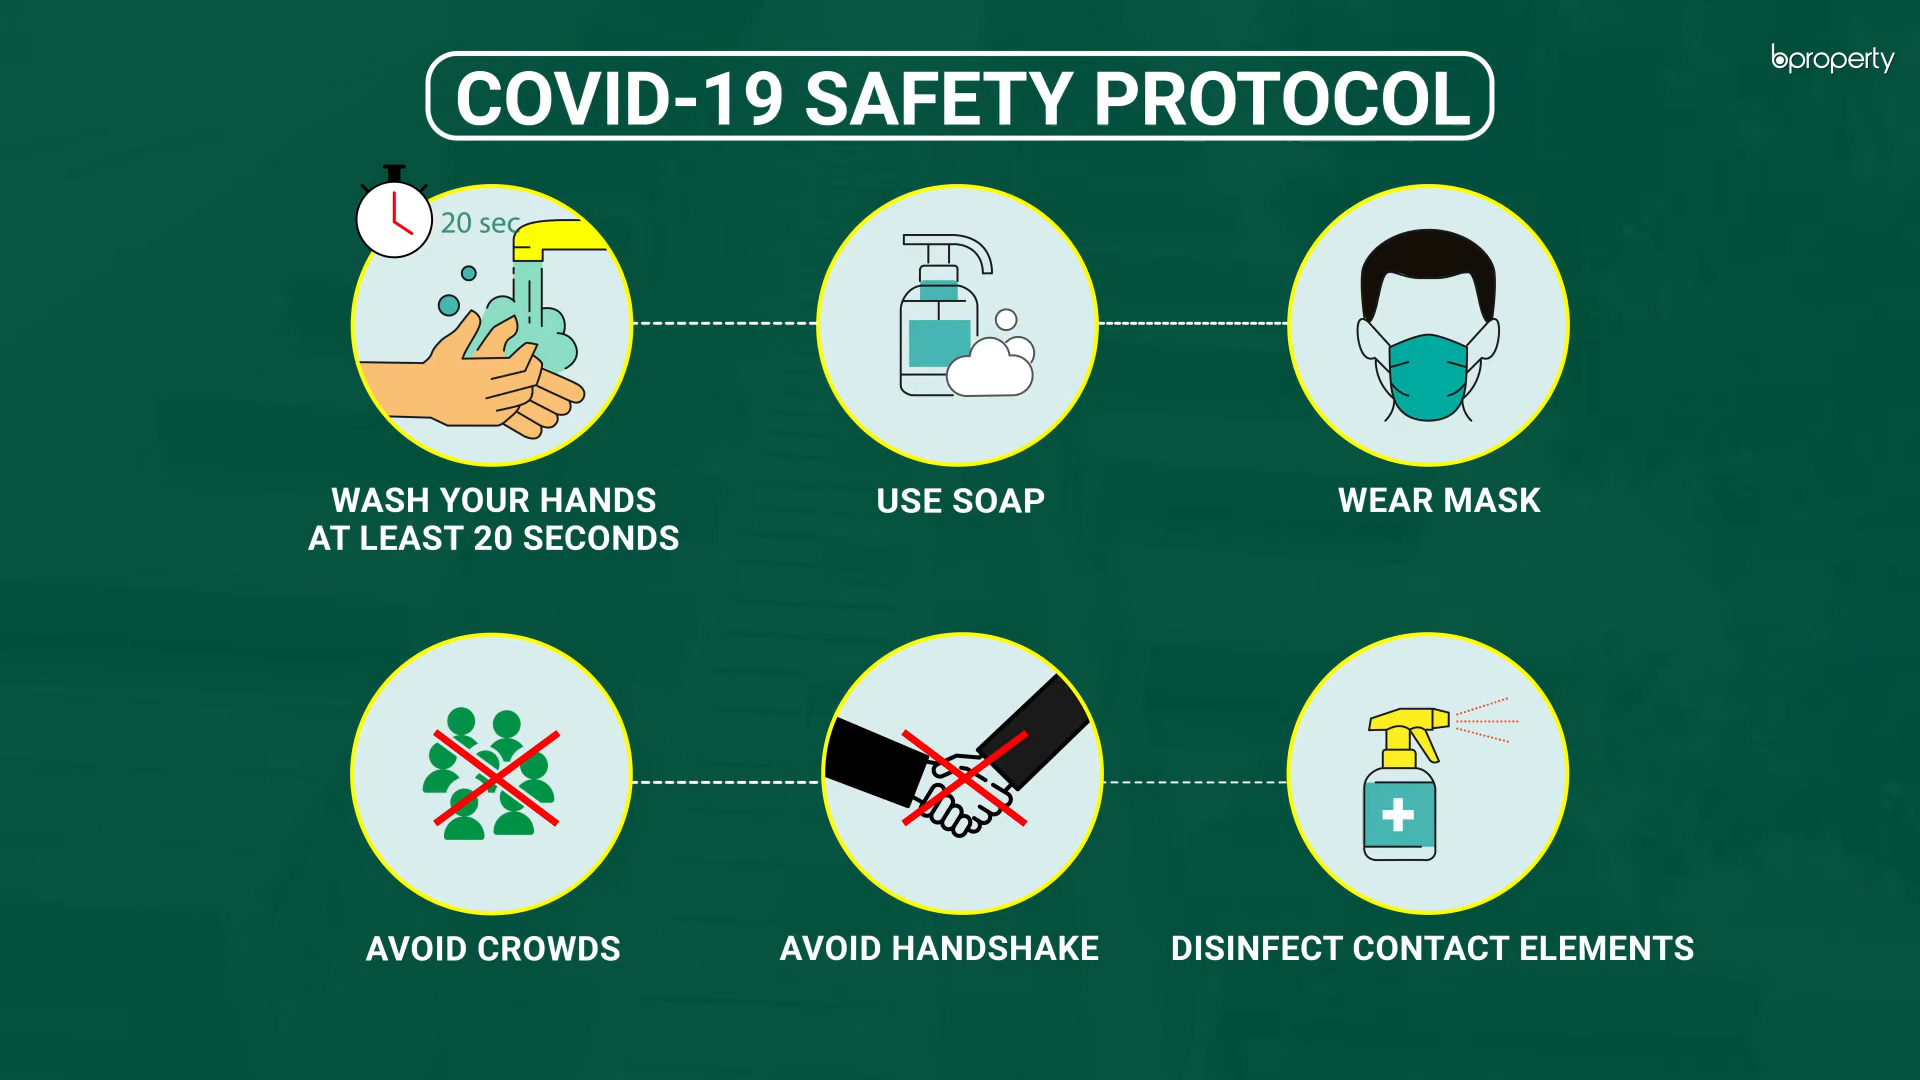 bproperty
COVID-19 SAFETY PROTOCOL
20 sec
WASH YOUR HANDS
AT LEAST 20 SECONDS
USE SOAP
WEAR MASK
AVOID CROWDS
AVOID HANDSHAKE
DISINFECT CONTACT ELEMENTS